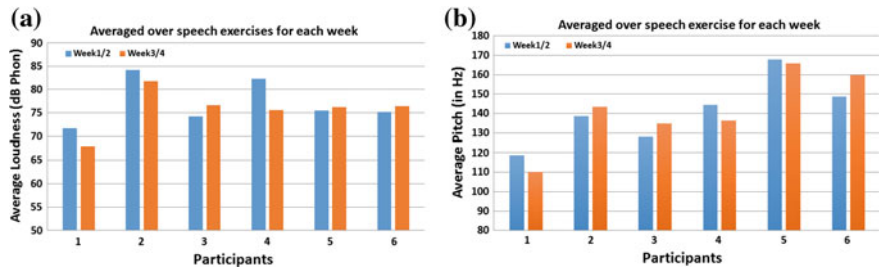 (a)
Averaged over speech exercises for each week
Week1/2 Week3/4
Average Loudness (dB Phon)
90
85
80
75
70
65
60
55
50
1 2 3 4 5 6
Participants
(b)
Averaged over speech exercise for each week
Week1/2 Week3/4
Average Pitch (in Hz)
180
170
160
150
140
130
120
110
100
90
80
1 2 3 4 5 6
Participants